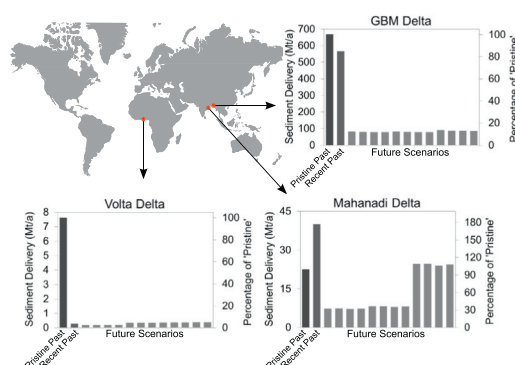 GBM Delta
Sediment Delivery (Mt/a)
700
600
500
400
300
200
100
0
100
80
60
40
20
0
Percentage of 'Pristine'
Pristine Past
Recent Past
Future Scenarios
Volta Delta
Sediment Delivery (Mt/a)
8
7
6
5
4
3
2
1
0
100
80
60
40
20
0
Percentage of 'Pristine'
Pristine Past
Recent Past
Future Scenarios
Mahanadi Delta
Sediment Delivery (Mt/a)
45
30
15
0
180
150
120
90
60
30
0
Percentage of 'Pristine'
Pristine Past
Recent Past
Future Scenarios